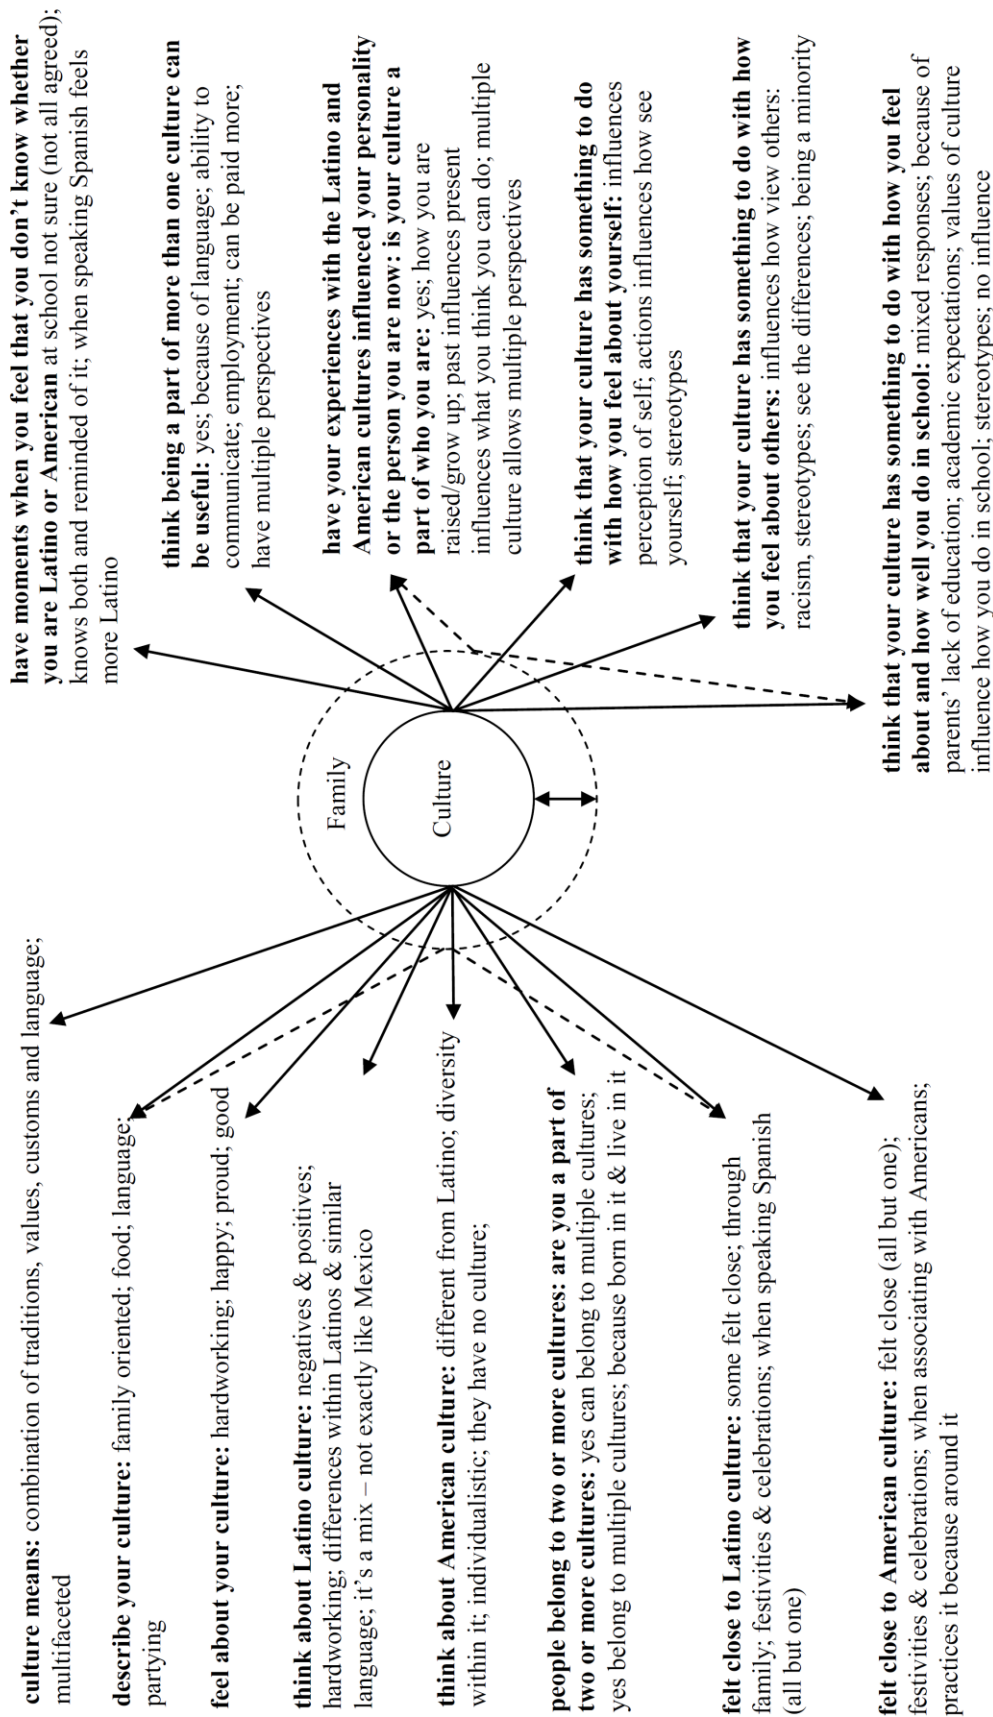 culture means: combination of traditions, values, customs and language;
multifaceted
describe your culture: family oriented; food; language;
partying
feel about your culture: hardworking; happy; proud; good
think about Latino culture: negatives & positives;
hardworking; differences within Latinos & similar
language; it's a mix – not exactly like Mexico
think about American culture: different from Latino; diversity
within it; individualistic; they have no culture;
people belong to two or more cultures: are you a part of
two or more cultures: yes can belong to multiple cultures;
yes belong to multiple cultures; because born in it & live in it
felt close to Latino culture: some felt close; through
family; festivities & celebrations; when speaking Spanish
(all but one)
felt close to American culture: felt close (all but one);
festivities & celebrations; when associating with Americans;
practices it because around it
Family
Culture
have moments when you feel that you don't know whether
you are Latino or American at school not sure (not all agreed);
knows both and reminded of it; when speaking Spanish feels
more Latino
think being a part of more than one culture can
be useful: yes; because of language; ability to
communicate; employment; can be paid more;
have multiple perspectives
have your experiences with the Latino and
American cultures influenced your personality
or the person you are now: is your culture a
part of who you are: yes; how you are
raised/grow up; past influences present
influences what you think you can do; multiple
culture allows multiple perspectives
think that your culture has something to do
with how you feel about yourself: influences
perception of self; actions influences how see
yourself; stereotypes
think that your culture has something to do with how
you feel about others: influences how view others:
racism, stereotypes; see the differences; being a minority
think that your culture has something to do with how you feel
about and how well you do in school: mixed responses; because of
parents' lack of education; academic expectations; values of culture
influence how you do in school; stereotypes; no influence